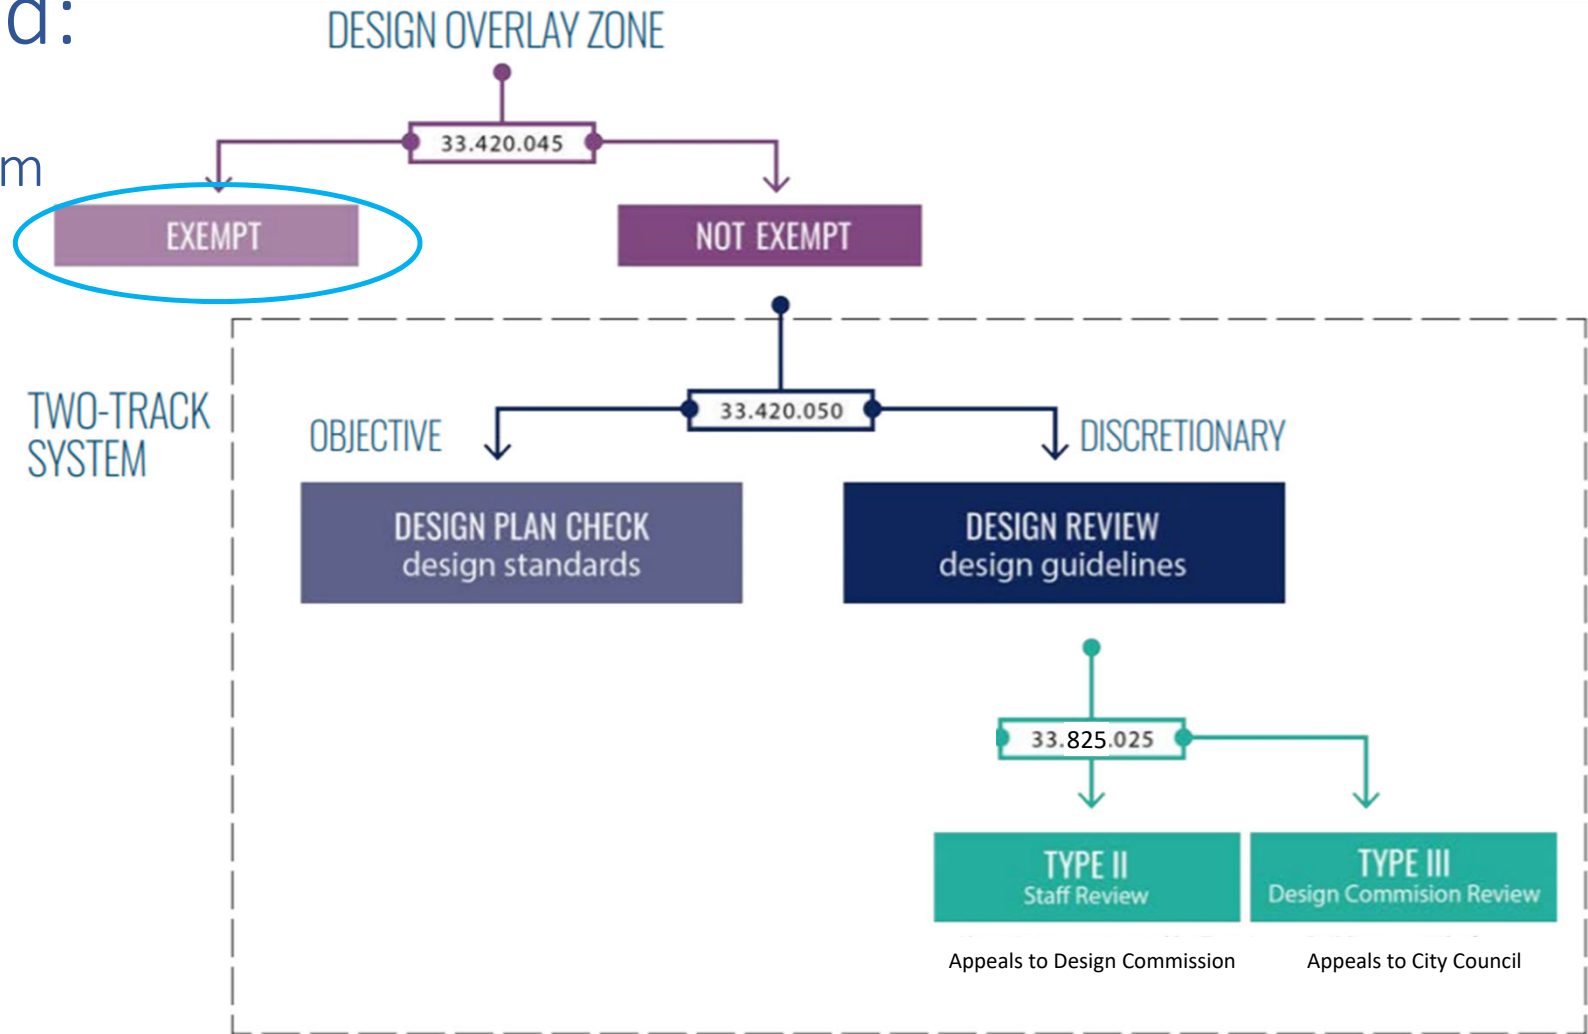 d:
DESIGN OVERLAY ZONE
33.420.045
m
EXEMPT
NOT EXEMPT
TWO-TRACK
SYSTEM
33.420.050
OBJECTIVE
DISCRETIONARY
DESIGN PLAN CHECK
design standards
DESIGN REVIEW
design guidelines
33.825.025
TYPE II
Staff Review
TYPE III
Design Commision Review
Appeals to Design Commission
Appeals to City Council